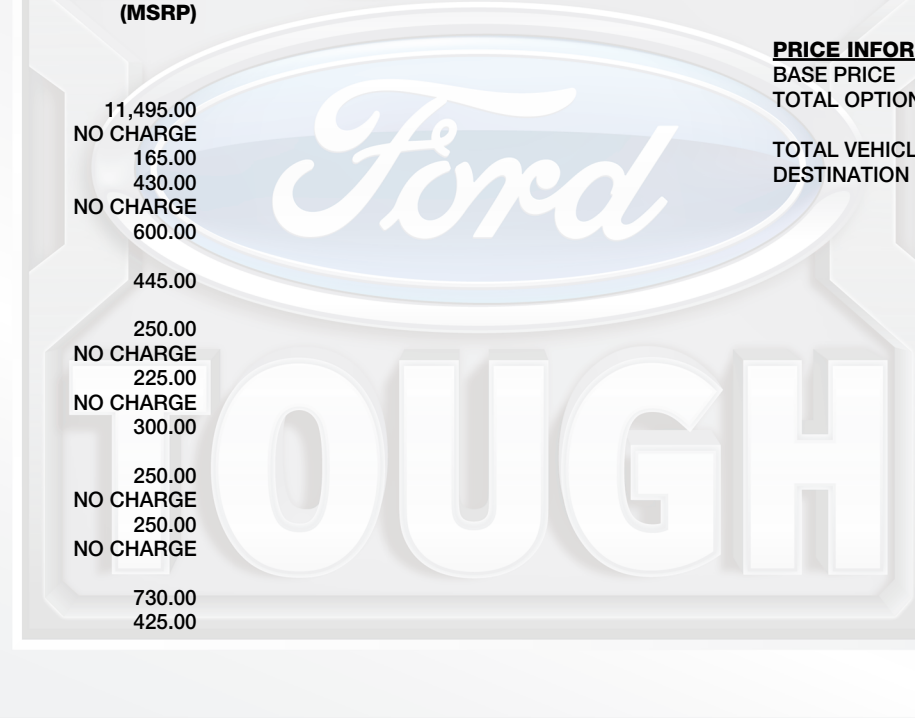 (MSRP)
PRICE INFOR
BASE PRICE
TOTAL OPTION
TOTAL VEHICL
DESTINATION
11,495.00
NO CHARGE
165.00
430.00
NO CHARGE
600.00
445.00
250.00
NO CHARGE
225.00
NO CHARGE
300.00
250.00
NO CHARGE
250.00
NO CHARGE
730.00
425.00
Ford
TOUGH